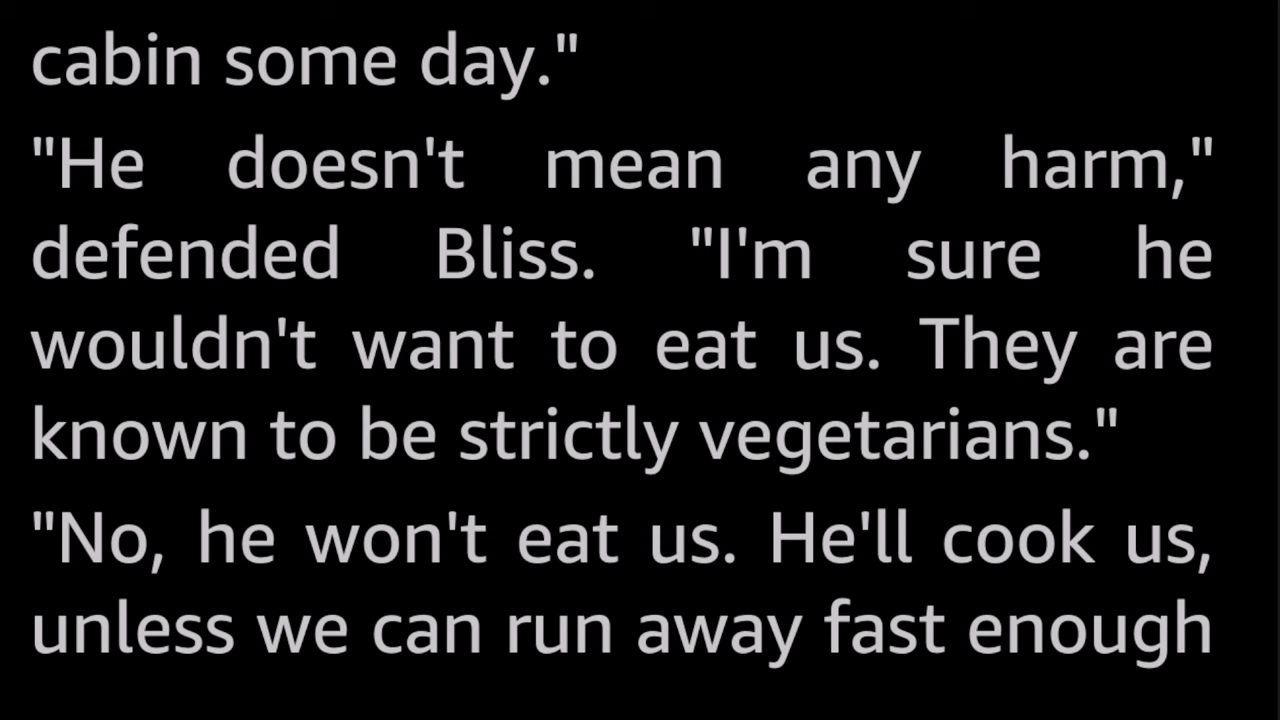 cabin some day."
"He doesn't mean any harm,"
defended Bliss. "I'm sure he
wouldn't want to eat us. They are
known to be strictly vegetarians."
"No, he won't eat us. He'll cook us,
unless we can run away fast enough